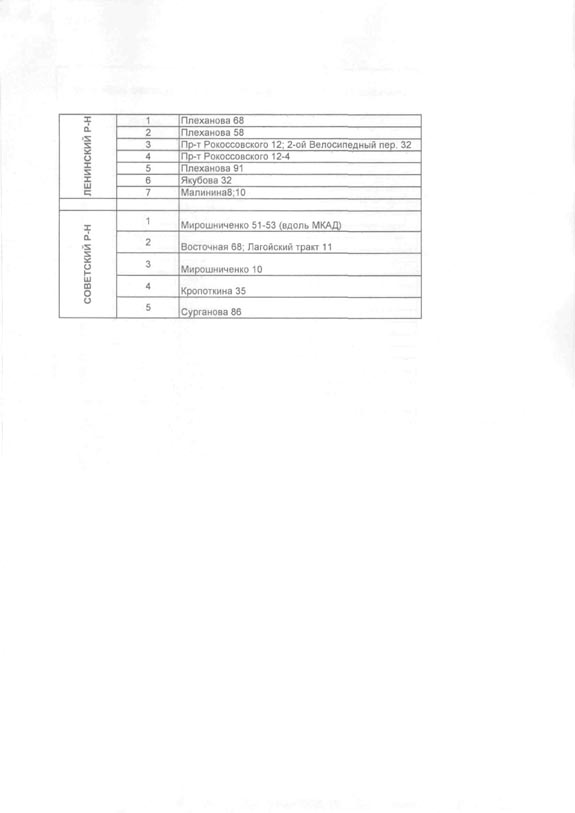 ЛЕНИНСКИЙ Р-Н
1 Плеханова 68
2 Плеханова 58
3 Пр-т Рокоссовского 12; 2-ой Велосипедный пер. 32
4 Пр-т Рокоссовского 12-4
5 Плеханова 91
6 Якубова 32
7 Малинина8;10
СОВЕТСКИЙ Р-Н
1 Мирошниченко 51-53 (вдоль МКАД)
2 Восточная 68; Лагойский тракт 11
3 Мирошниченко 10
4 Кропоткина 35
5 Сурганова 86